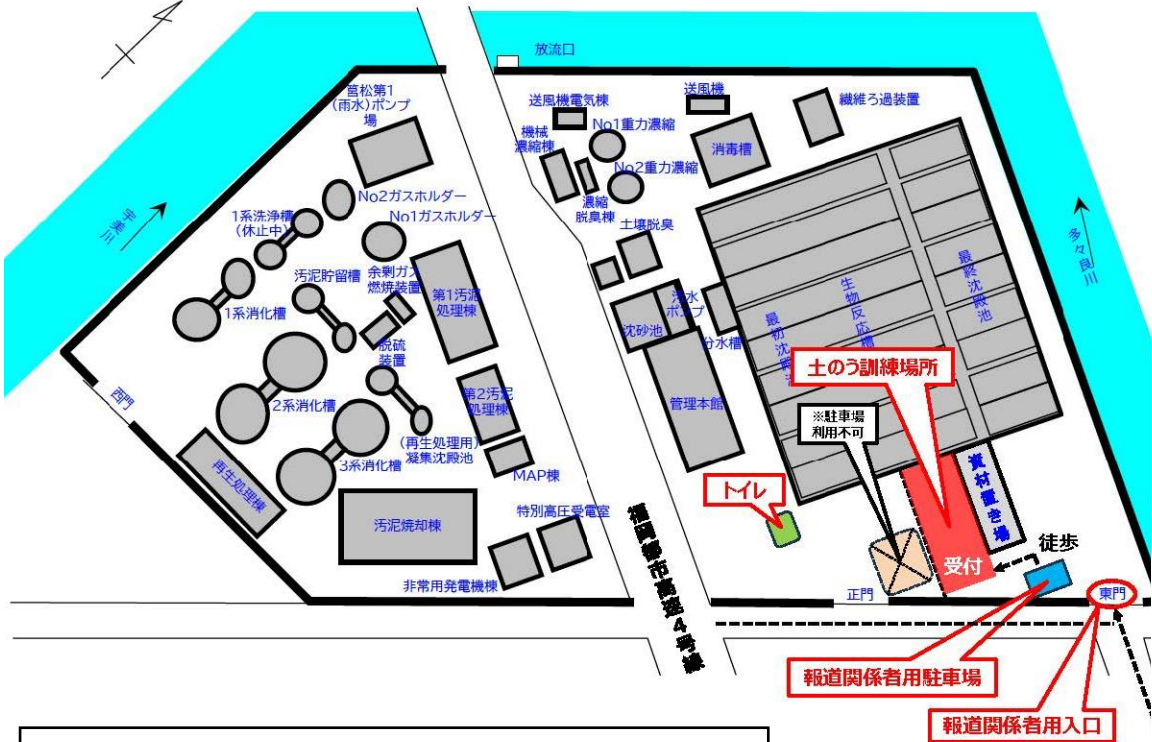 放流口
宇美川
多々良川
筥松第1
（雨水）ポンプ
場
No2ガスホルダー
No1ガスホルダー
1系洗浄槽
（休止中）
1系消化槽
汚泥貯留槽
余剰ガス
燃焼装置
脱硫
装置
第1汚泥
処理棟
2系消化槽
第2汚泥
処理棟
3系消化槽
（再生処理用）
凝集沈殿池
MAP棟
西門
再生処理棟
汚泥焼却棟
特別高圧受電室
非常用発電機棟
福岡都市高速4号線
送風機電気棟
機械
濃縮棟
No1重力濃縮
No2重力濃縮
濃縮
脱臭棟
土壌脱臭
送風機
消毒槽
繊維ろ過装置
沈砂池
汚水
ポンプ
分水槽
管理本館
最初沈殿池
生物反応槽
最終沈殿池
土のう訓練場所
※駐車場
利用不可
トイレ
資材置き場
受付
徒歩
正門
東門
報道関係者用駐車場
報道関係者用入口